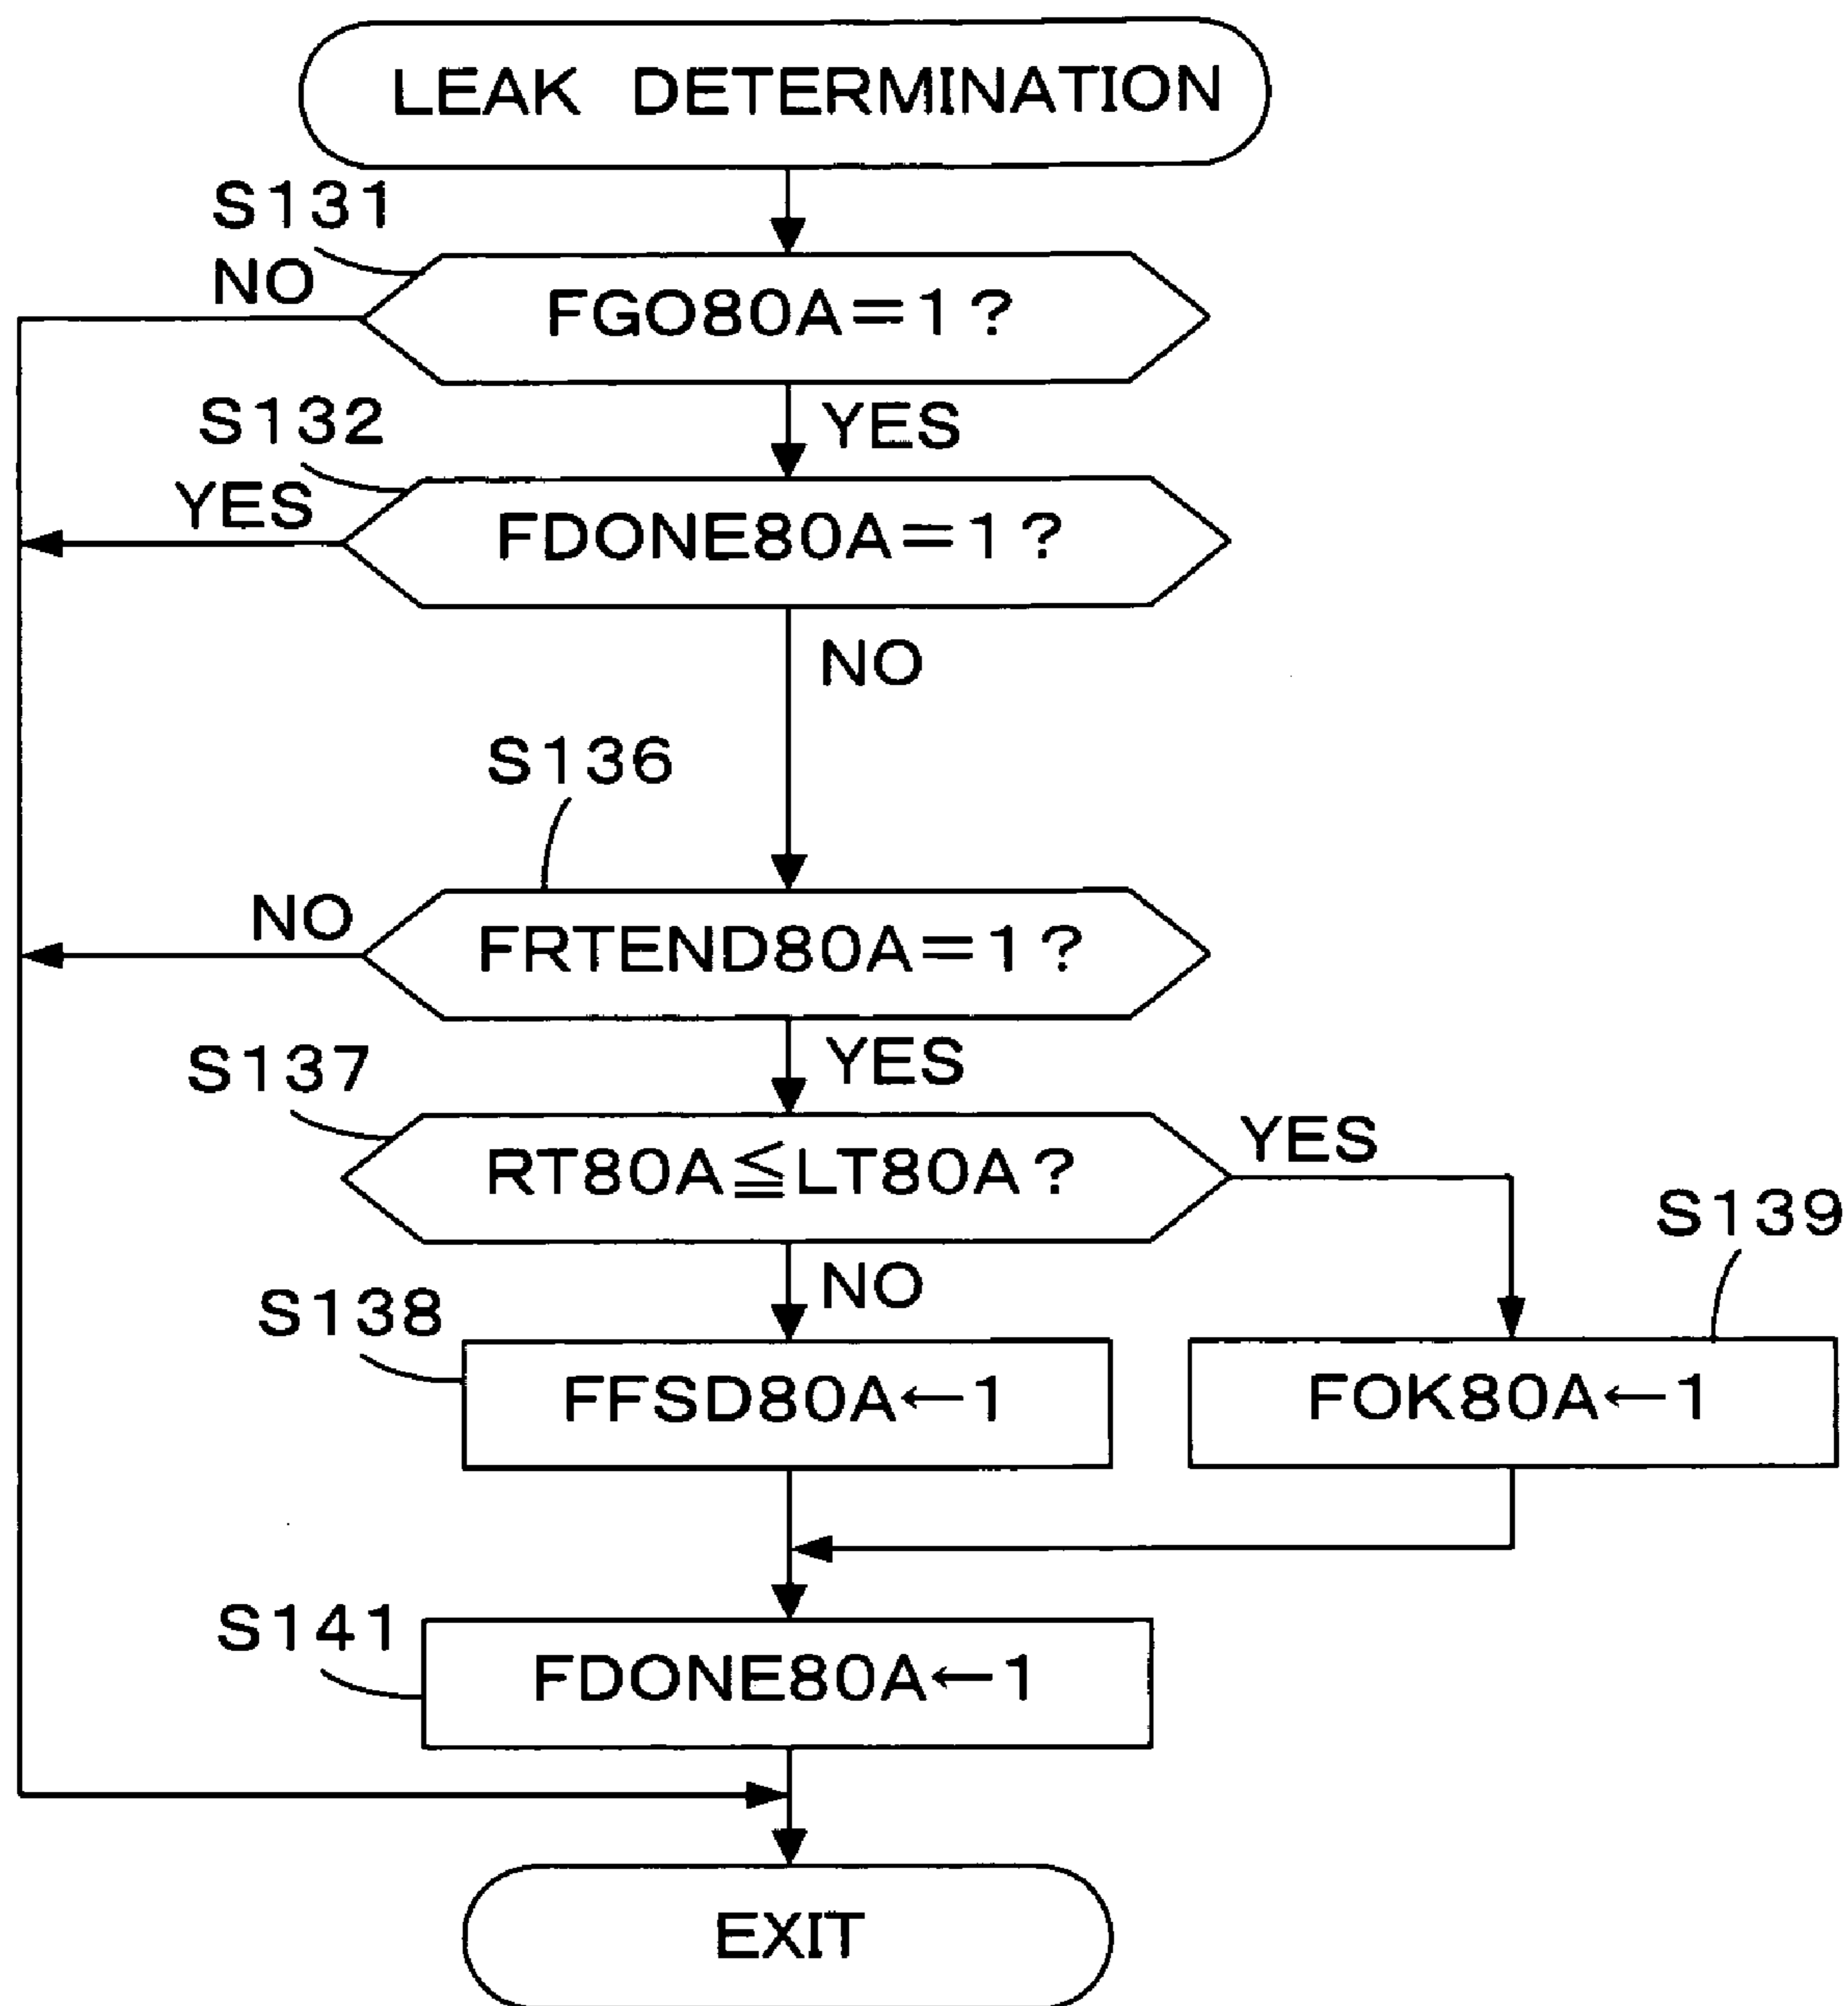 LEAK DETERMINATION
S131
NO
FGO80A=1?
YES
S132
YES
FDONE80A=1?
NO
S136
NO
FRTEND80A=1?
YES
S137
RT80A≦LT80A?
YES
NO
S138
FFSD80A←1
S139
FOK80A←1
S141
FDONE80A←1
EXIT